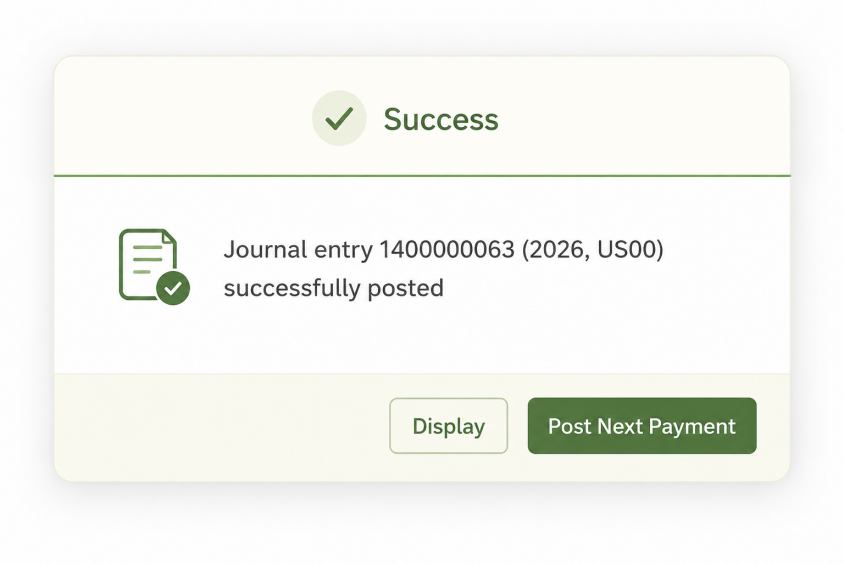 Success
Journal entry 1400000063 (2026, US00)
successfully posted
Display
Post Next Payment